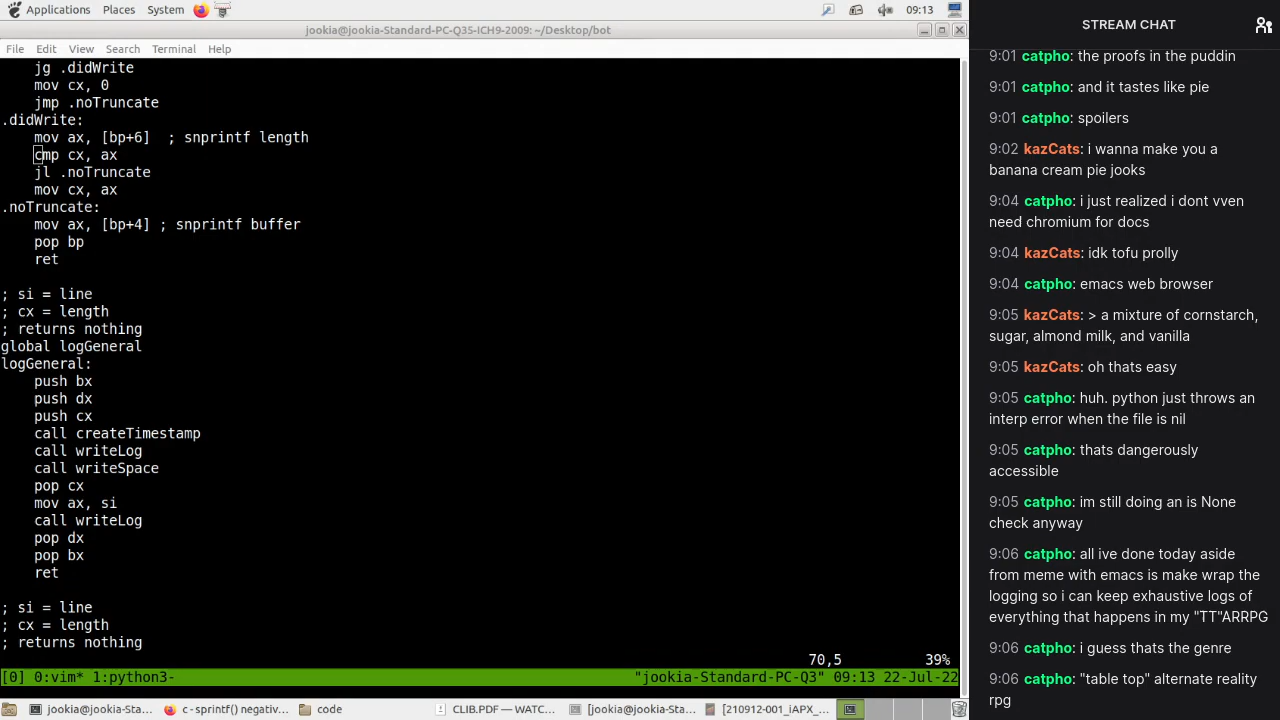 Applications Places System 09:13
jookia@jookia-Standard-PC-Q35-ICH9-2009: ~/Desktop/bot
File Edit View Search Terminal Help
jg .didWrite
mov cx, 0
jmp .noTruncate
.didWrite:
mov ax, [bp+6] ; snprintf length
cmp cx, ax
jl .noTruncate
mov cx, ax
.noTruncate:
mov ax, [bp+4] ; snprintf buffer
pop bp
ret
; si = line
; cx = length
; returns nothing
global logGeneral
logGeneral:
push bx
push dx
push cx
call createTimestamp
call writeLog
call writeSpace
pop cx
mov ax, si
call writeLog
pop dx
pop bx
ret
; si = line
; cx = length
; returns nothing
70,5 39%
[0] 0:vim* 1:python3- "jookia-Standard-PC-Q3" 09:13 22-Jul-22
jookia@jookia-Sta... c - sprintf() negativ... code CLIB.PDF — WATC... [jookia@jookia-Sta... [210912-001_iAPX_...
STREAM CHAT
9:01 catpho: the proofs in the puddin
9:01 catpho: and it tastes like pie
9:01 catpho: spoilers
9:02 kazCats: i wanna make you a
banana cream pie jooks
9:04 catpho: i just realized i dont vven
need chromium for docs
9:04 kazCats: idk tofu prolly
9:04 catpho: emacs web browser
9:05 kazCats: > a mixture of cornstarch,
sugar, almond milk, and vanilla
9:05 kazCats: oh thats easy
9:05 catpho: huh. python just throws an
interp error when the file is nil
9:05 catpho: thats dangerously
accessible
9:05 catpho: im still doing an is None
check anyway
9:06 catpho: all ive done today aside
from meme with emacs is make wrap the
logging so i can keep exhaustive logs of
everything that happens in my "TT"ARRPG
9:06 catpho: i guess thats the genre
9:06 catpho: "table top" alternate reality
rpg